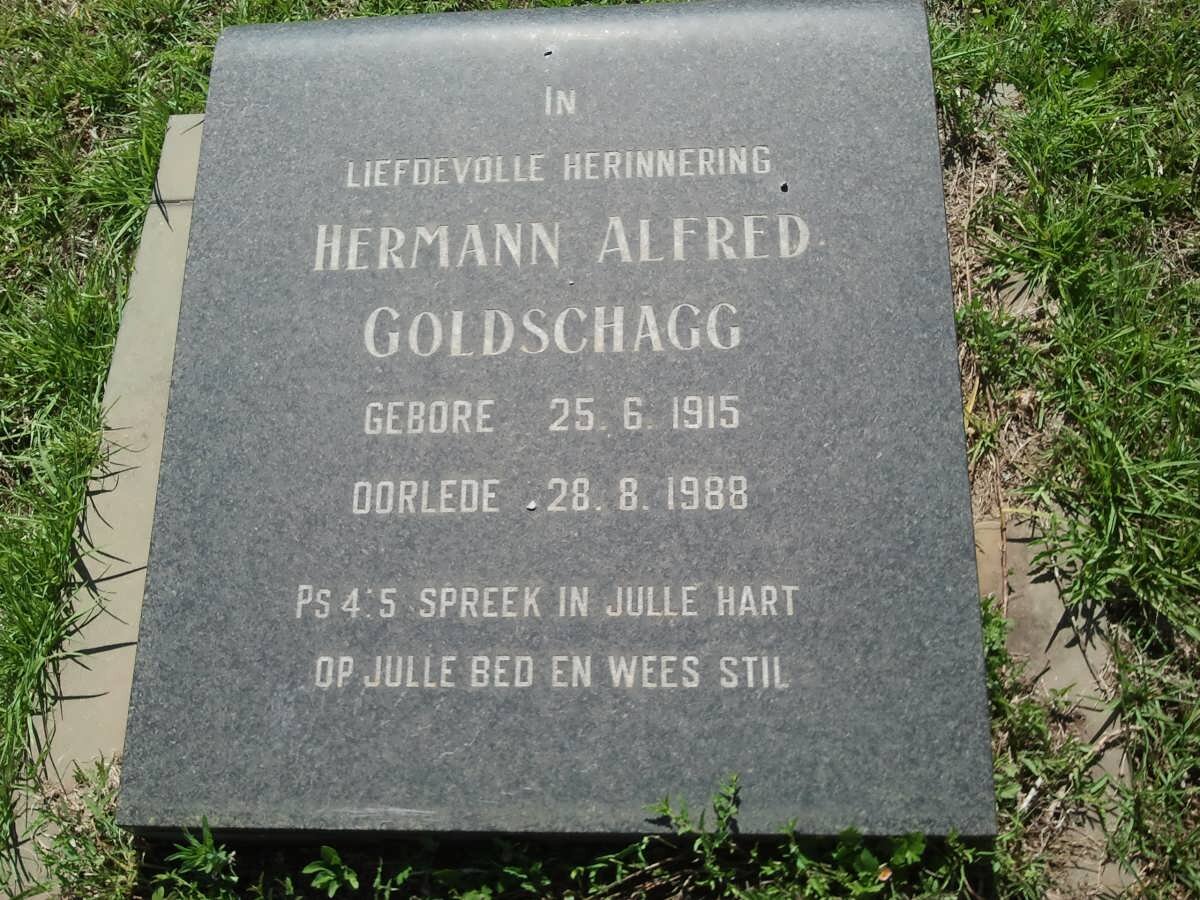 IN
LIEFDEVOLLE HERINNERING
HERMANN ALFRED
GOLDSCHAGG
GEBORE 25. 6. 1915
OORLEDE 28. 8. 1988
PS 4:5 SPREEK IN JULLE HART
OP JULLE BED EN WEES STIL